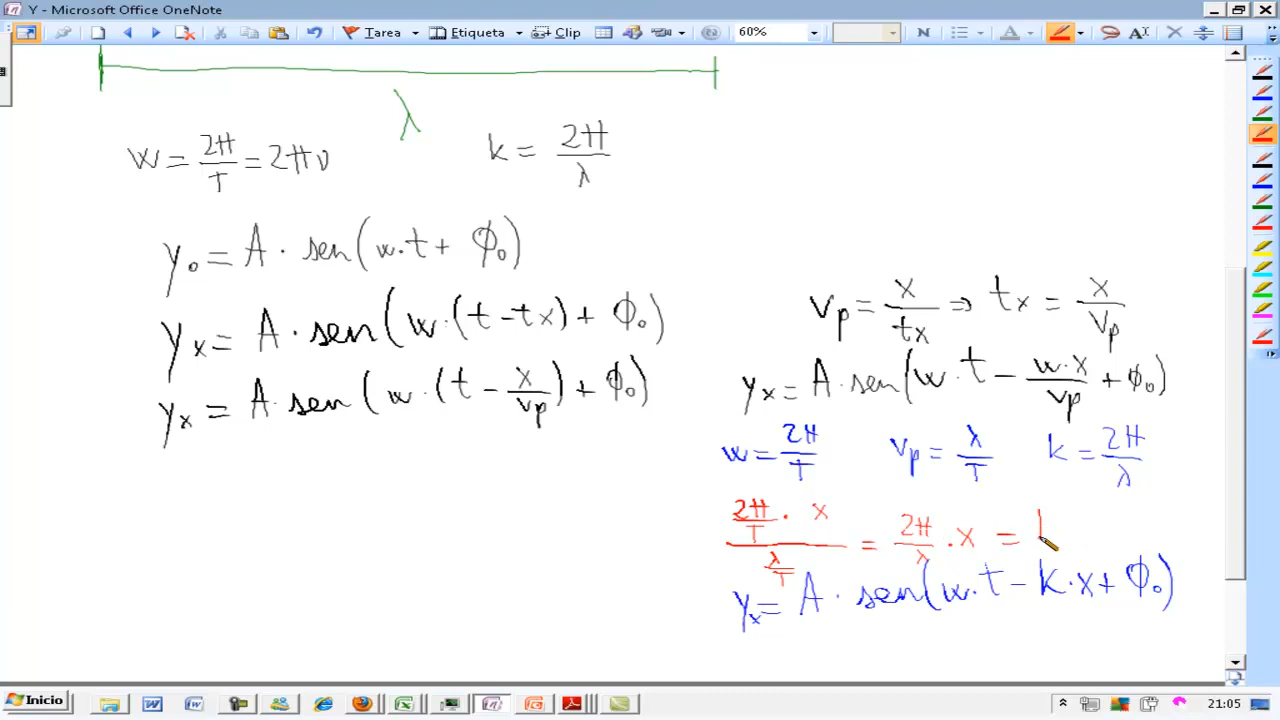 Y - Microsoft Office OneNote
Tarea Etiqueta Clip 60% N
λ
w = 2π/T = 2πν k = 2π/λ
y₀ = A · sen(w.t + ϕ₀)
yₓ = A · sen(w·(t - tx) + ϕ₀)
yₓ = A · sen(w·(t - x/vp) + ϕ₀)
vp = x/tx ⇒ tx = x/vp
yₓ = A · sen(w.t - w.x/vp + ϕ₀)
w = 2π/T vp = λ/T k = 2π/λ
(2π/T · x)/(λ/T) = 2π/λ · x =
yₓ = A · sen(w.t - k·x + ϕ₀)
Inicio 21:05